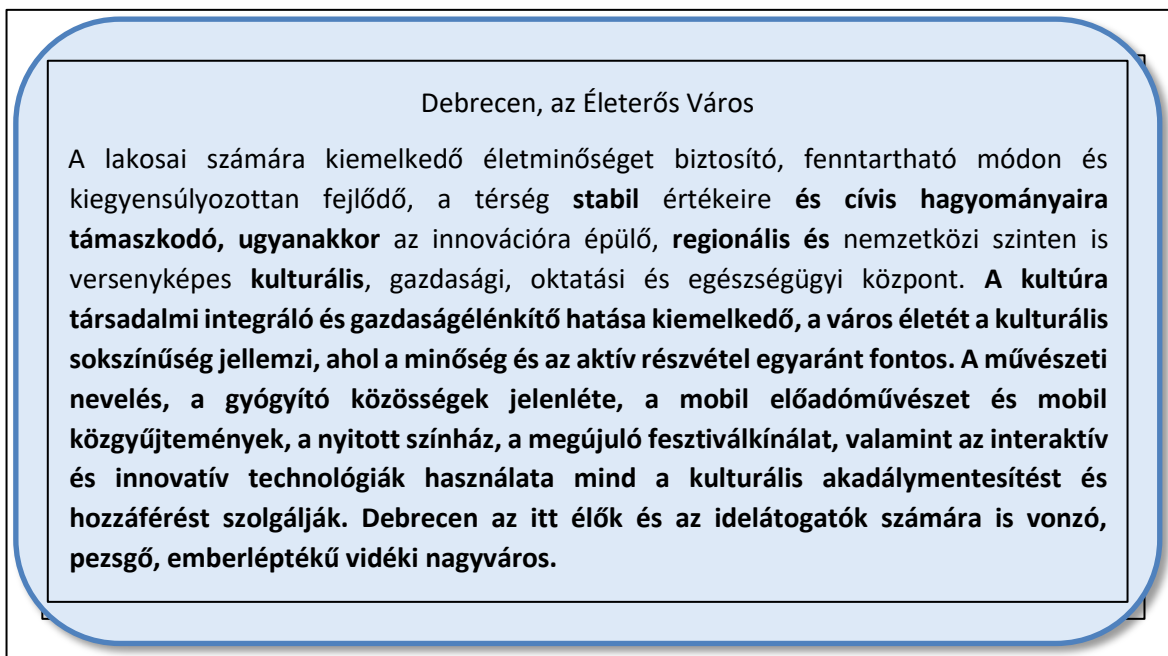 Debrecen, az Életerős Város
A lakosai számára kiemelkedő életminőséget biztosító, fenntartható módon és
kiegyensúlyozottan fejlődő, a térség stabil értékeire és cívis hagyományaira
támaszkodó, ugyanakkor az innovációra épülő, regionális és nemzetközi szinten is
versenyképes kulturális, gazdasági, oktatási és egészségügyi központ. A kultúra
társadalmi integráló és gazdaságélénkítő hatása kiemelkedő, a város életét a kulturális
sokszínűség jellemzi, ahol a minőség és az aktív részvétel egyaránt fontos. A művészeti
nevelés, a gyógyító közösségek jelenléte, a mobil előadóművészet és mobil
közgyűjtemények, a nyitott színház, a megújuló fesztiválkínálat, valamint az interaktív
és innovatív technológiák használata mind a kulturális akadálymentesítést és
hozzáférést szolgálják. Debrecen az itt élők és az idelátogatók számára is vonzó,
pezsgő, emberléptékű vidéki nagyváros.